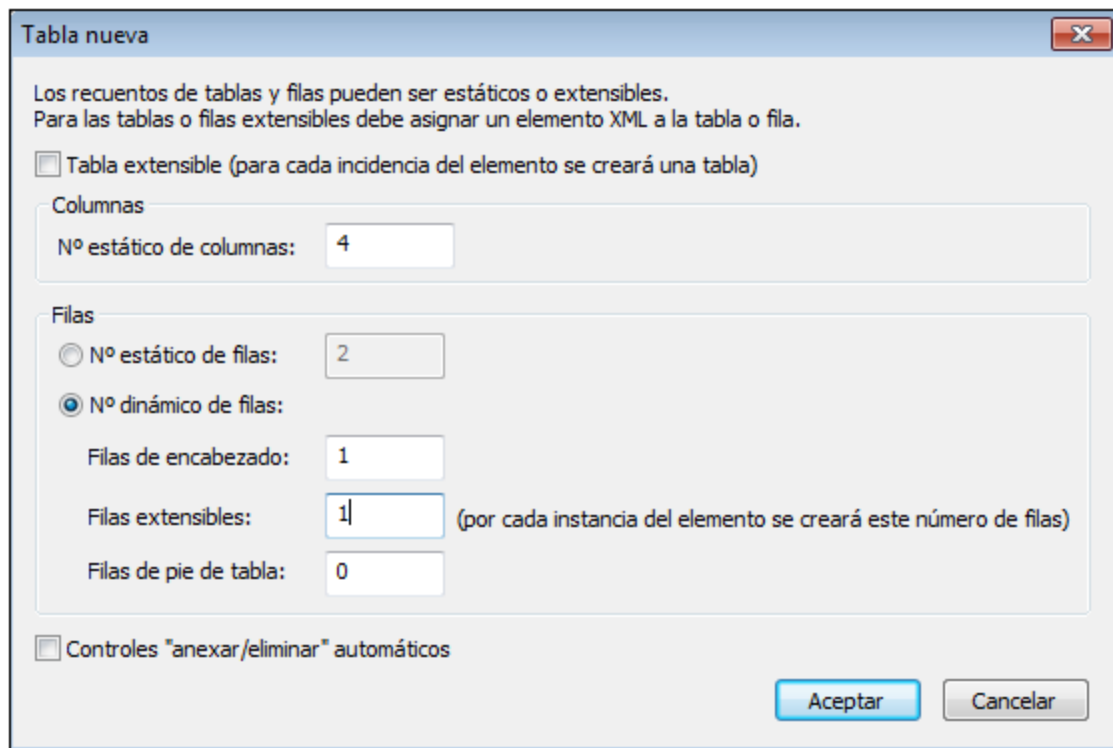 Tabla nueva
Los recuentos de tablas y filas pueden ser estáticos o extensibles.
Para las tablas o filas extensibles debe asignar un elemento XML a la tabla o fila.
Tabla extensible (para cada incidencia del elemento se creará una tabla)
Columnas
Nº estático de columnas: 4
Filas
Nº estático de filas: 2
Nº dinámico de filas:
Filas de encabezado: 1
Filas extensibles: 1 (por cada instancia del elemento se creará este número de filas)
Filas de pie de tabla: 0
Controles "anexar/eliminar" automáticos
Aceptar Cancelar